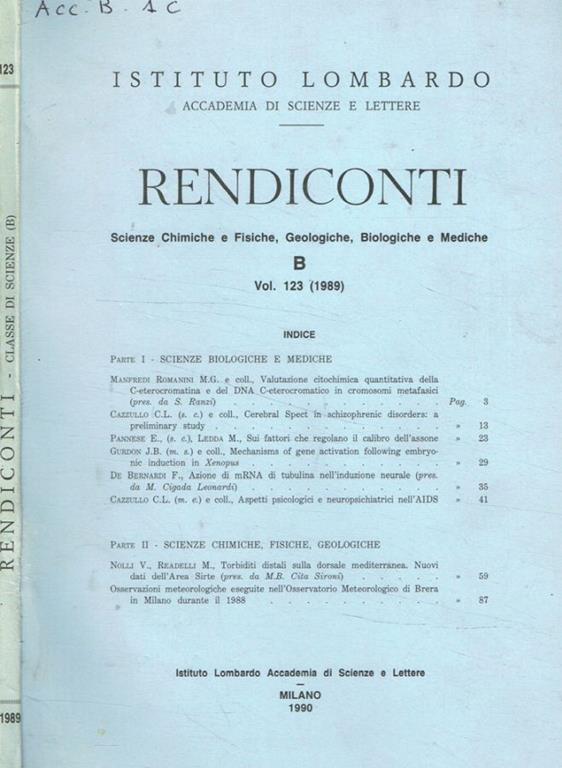 Acc. B. 1 C
123
RENDICONTI - CLASSE DI SCIENZE (B)
1989
ISTITUTO LOMBARDO
ACCADEMIA DI SCIENZE E LETTERE
RENDICONTI
Scienze Chimiche e Fisiche, Geologiche, Biologiche e Mediche
B
Vol. 123 (1989)
INDICE
PARTE I - SCIENZE BIOLOGICHE E MEDICHE
MANFREDI ROMANINI M.G. e coll., Valutazione citochimica quantitativa della
C-eterocromatina e del DNA C-eterocromatico in cromosomi metafasici
(pres. da S. Ranzi) . . . . . . . . . . . . . . Pag. 3
CAZZULLO C.L. (s. c.) e coll., Cerebral Spect in schizophrenic disorders: a
preliminary study . . . . . . . . . . . . . . » 13
PANNESE E., (s. c.), LEDDA M., Sui fattori che regolano il calibro dell'assone » 23
GURDON J.B. (m. s.) e coll., Mechanisms of gene activation following embryo-
nic induction in Xenopus . . . . . . . . . . . . » 29
DE BERNARDI F., Azione di mRNA di tubulina nell'induzione neurale (pres.
da M. Cigada Leonardi) . . . . . . . . . . . . » 35
CAZZULLO C.L. (m. e.) e coll., Aspetti psicologici e neuropsichiatrici nell'AIDS » 41
PARTE II - SCIENZE CHIMICHE, FISICHE, GEOLOGICHE
NOLLI V., READELLI M., Torbiditi distali sulla dorsale mediterranea. Nuovi
dati dell'Area Sirte (pres. da M.B. Cita Sironi) . . . . . . » 59
Osservazioni meteorologiche eseguite nell'Osservatorio Meteorologico di Brera
in Milano durante il 1988 . . . . . . . . . . . . » 87
Istituto Lombardo Accademia di Scienze e Lettere
MILANO
1990